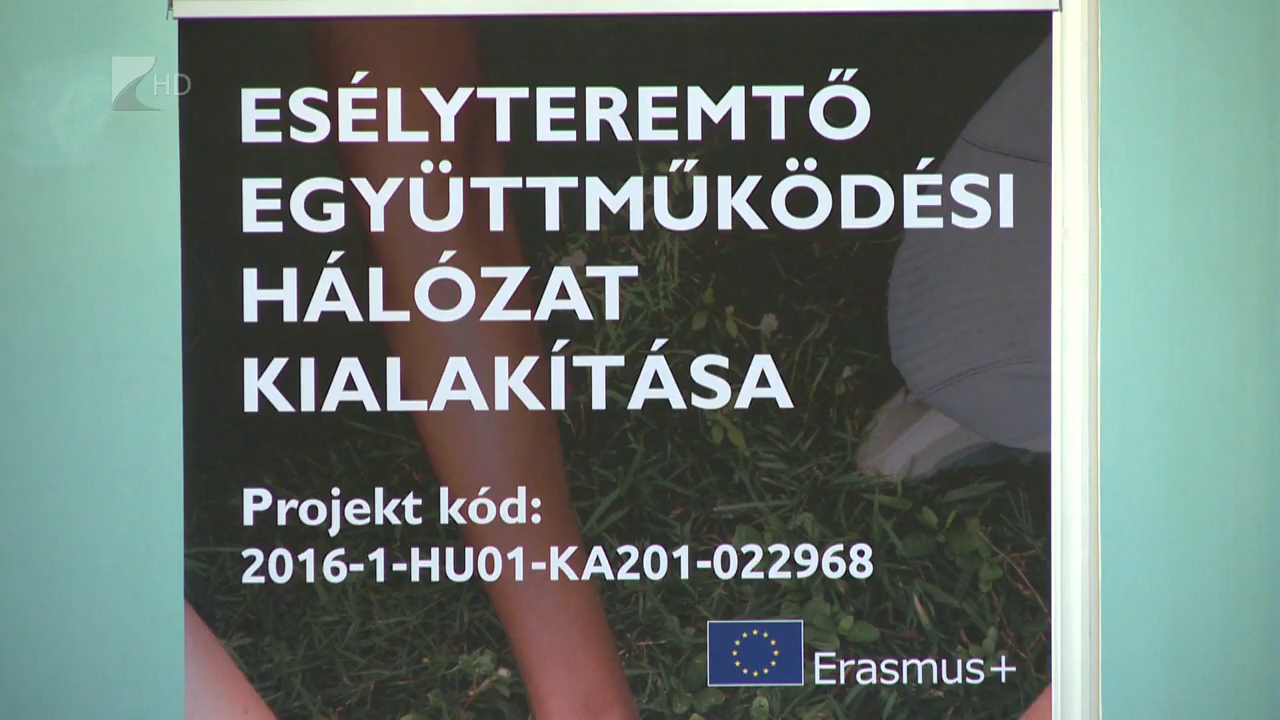 HD
ESÉLYTEREMTŐ
EGYÜTTMŰKÖDÉSI
HÁLÓZAT
KIALAKÍTÁSA
Projekt kód:
2016-1-HU01-KA201-022968
Erasmus+